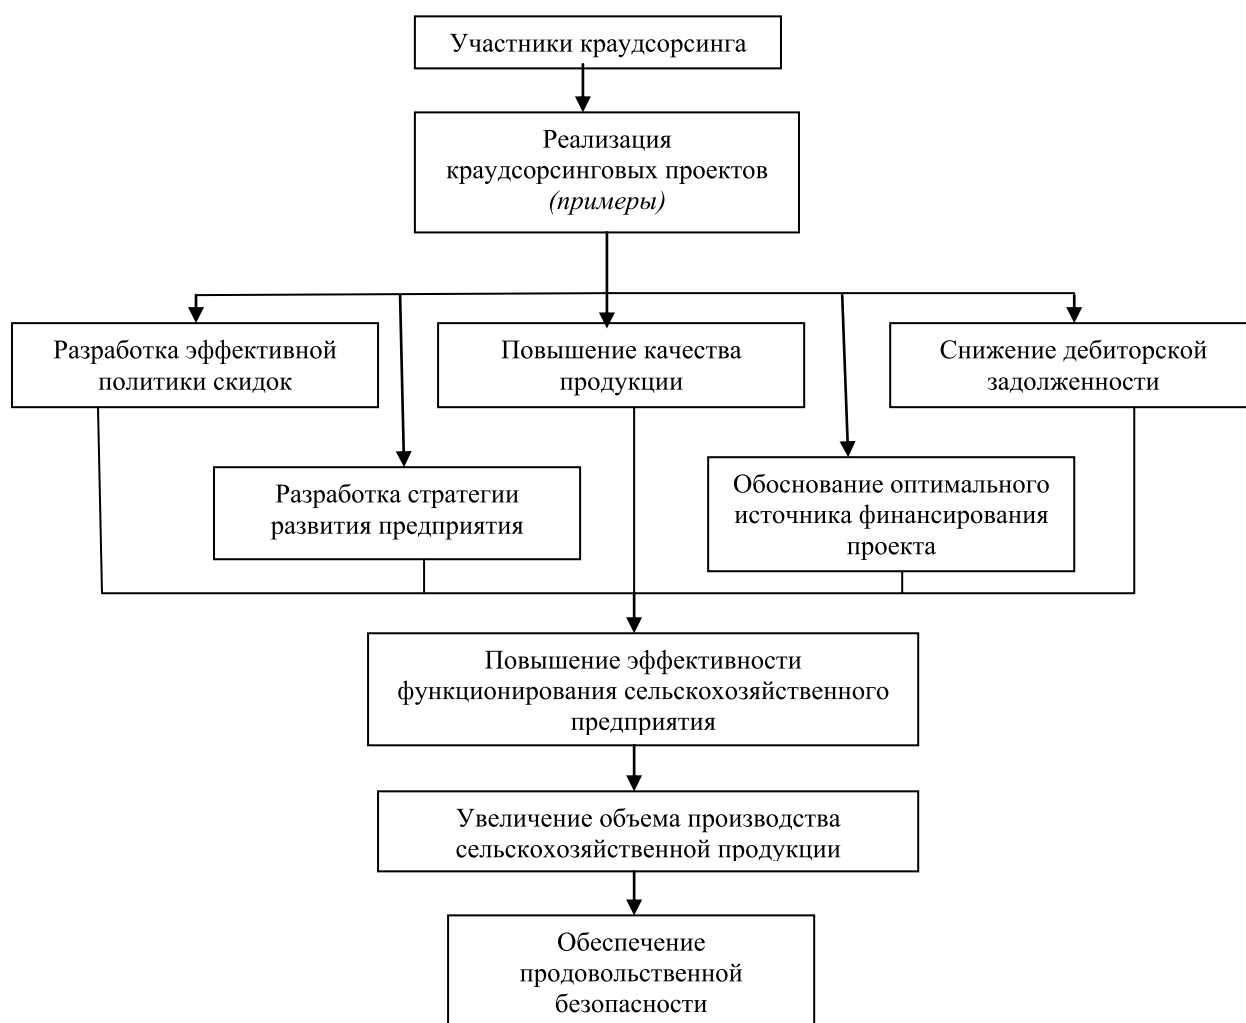 Участники краудсорсинга
Реализация
краудсорсинговых проектов
(примеры)
Разработка эффективной
политики скидок
Повышение качества
продукции
Снижение дебиторской
задолженности
Разработка стратегии
развития предприятия
Обоснование оптимального
источника финансирования
проекта
Повышение эффективности
функционирования сельскохозяйственного
предприятия
Увеличение объема производства
сельскохозяйственной продукции
Обеспечение
продовольственной
безопасности